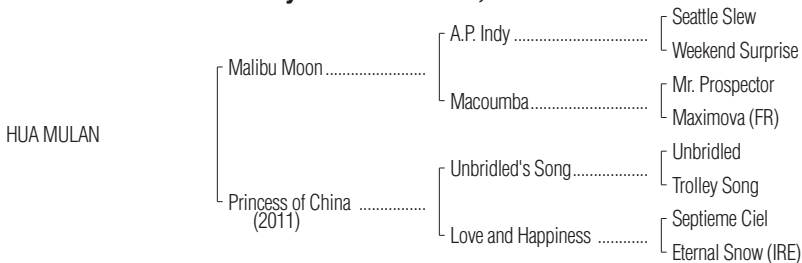 Seattle Slew
A.P. Indy ................................
Weekend Surprise
Malibu Moon ........................
Mr. Prospector
Macoumba ............................
Maximova (FR)
HUA MULAN
Unbridled
Unbridled's Song ..................
Trolley Song
Princess of China ................
(2011)
Septieme Ciel
Love and Happiness ............
Eternal Snow (IRE)